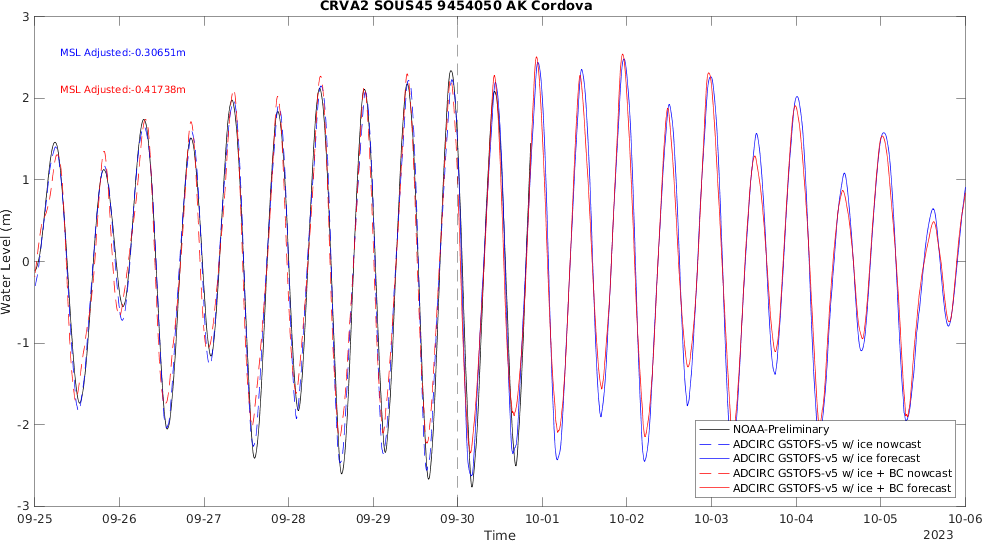 CRVA2 SOUS45 9454050 AK Cordova
3
MSL Adjusted:-0.30651m
MSL Adjusted:-0.41738m
2
1
0
-1
-2
-3
Water Level (m)
NOAA-Preliminary
ADCIRC GSTOFS-v5 w/ ice nowcast
ADCIRC GSTOFS-v5 w/ ice forecast
ADCIRC GSTOFS-v5 w/ ice + BC nowcast
ADCIRC GSTOFS-v5 w/ ice + BC forecast
09-25 09-26 09-27 09-28 09-29 09-30 10-01 10-02 10-03 10-04 10-05 10-06
Time
2023